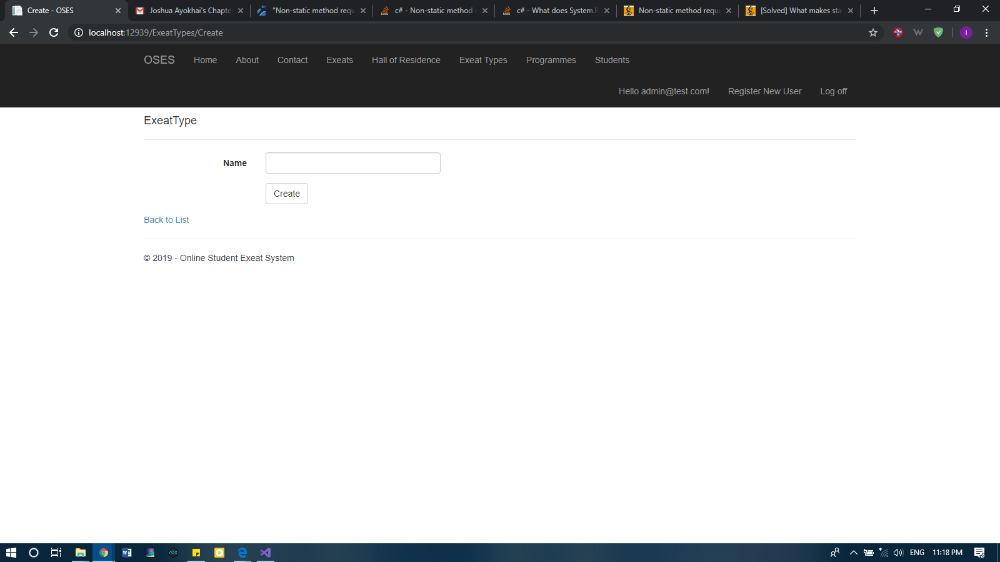 Create - OSES
Joshua Ayokhai's Chapte
"Non-static method requ
c# - Non-static method
c# - What does System.R
Non-static method requi
[Solved] What makes sta
localhost:12939/ExeatTypes/Create
OSES Home About Contact Exeats Hall of Residence Exeat Types Programmes Students
Hello admin@test.com! Register New User Log off
ExeatType
Name
Create
Back to List
© 2019 - Online Student Exeat System
ENG 11:18 PM